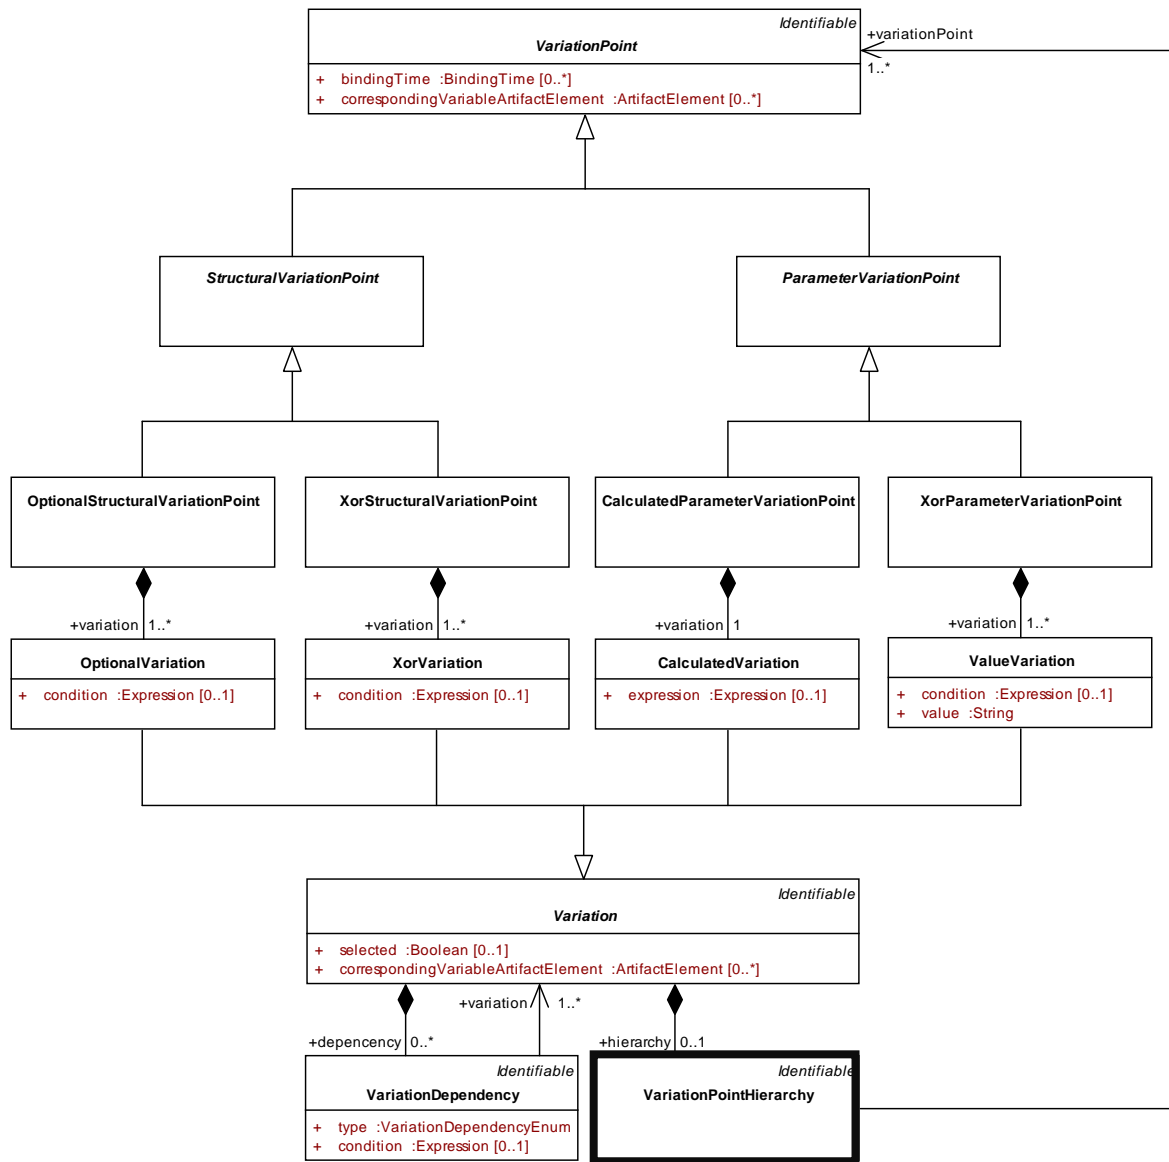 Identifiable
VariationPoint
+ bindingTime :BindingTime [0..*]
+ correspondingVariableArtifactElement :ArtifactElement [0..*]
+variationPoint
1..*
StructuralVariationPoint
ParameterVariationPoint
OptionalStructuralVariationPoint
XorStructuralVariationPoint
CalculatedParameterVariationPoint
XorParameterVariationPoint
+variation 1..*
+variation 1..*
+variation 1
+variation 1..*
OptionalVariation
+ condition :Expression [0..1]
XorVariation
+ condition :Expression [0..1]
CalculatedVariation
+ expression :Expression [0..1]
ValueVariation
+ condition :Expression [0..1]
+ value :String
Identifiable
Variation
+ selected :Boolean [0..1]
+ correspondingVariableArtifactElement :ArtifactElement [0..*]
+variation 1..*
+depencency 0..*
+hierarchy 0..1
Identifiable
VariationDependency
+ type :VariationDependencyEnum
+ condition :Expression [0..1]
Identifiable
VariationPointHierarchy